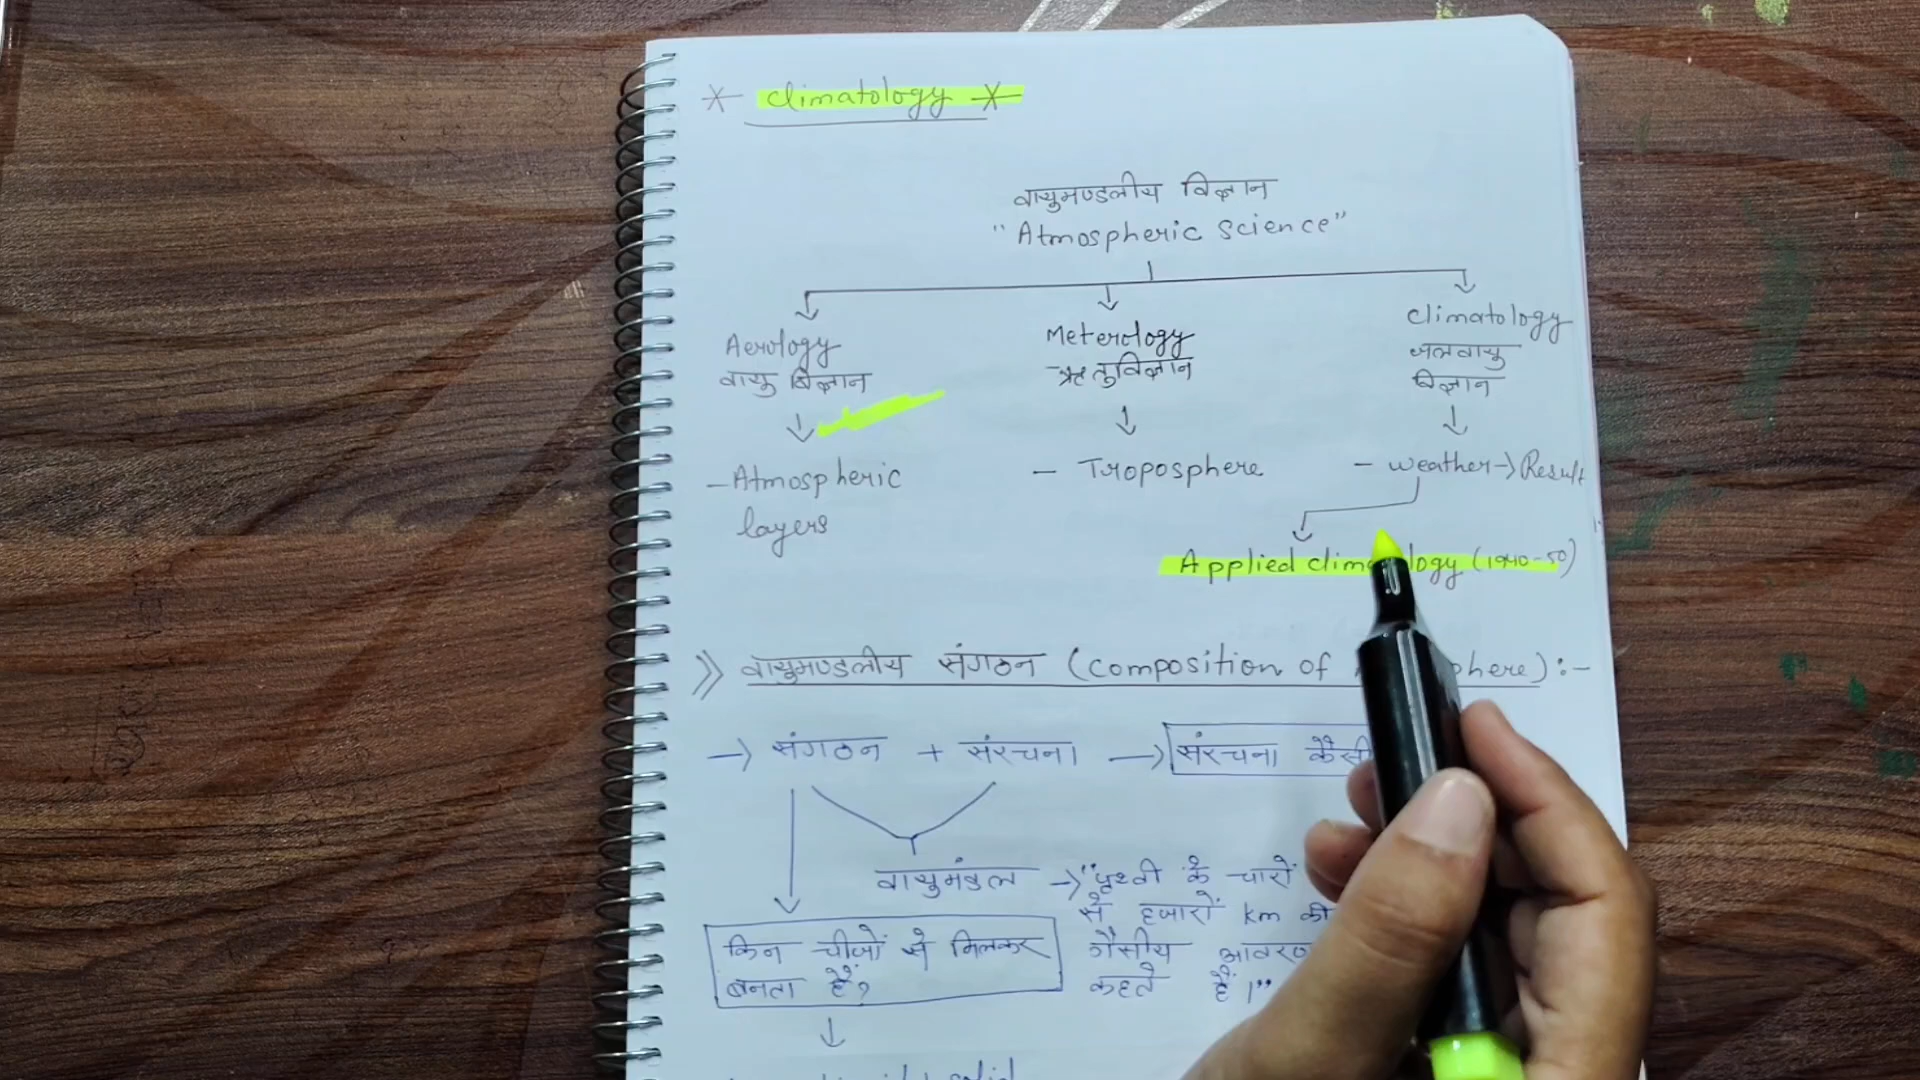 * Climatology *
वायुमण्डलीय विज्ञान
"Atmospheric Science"
Aerology
वायु विज्ञान
Meterology
ऋतुविज्ञान
Climatology
जलवायु
विज्ञान
- Atmospheric
layers
- Troposphere
- weather → Result
Applied clim logy (1940-50)
» वायुमण्डलीय संगठन (Composition of phere) :-
→ संगठन + संरचना → संरचना कैसी
वायुमंडल → "पृथ्वी के चारों
से हजारों km की
गैसीय आवरण
कहते हैं।"
किन चीजों से मिलकर
बनता है?
solid